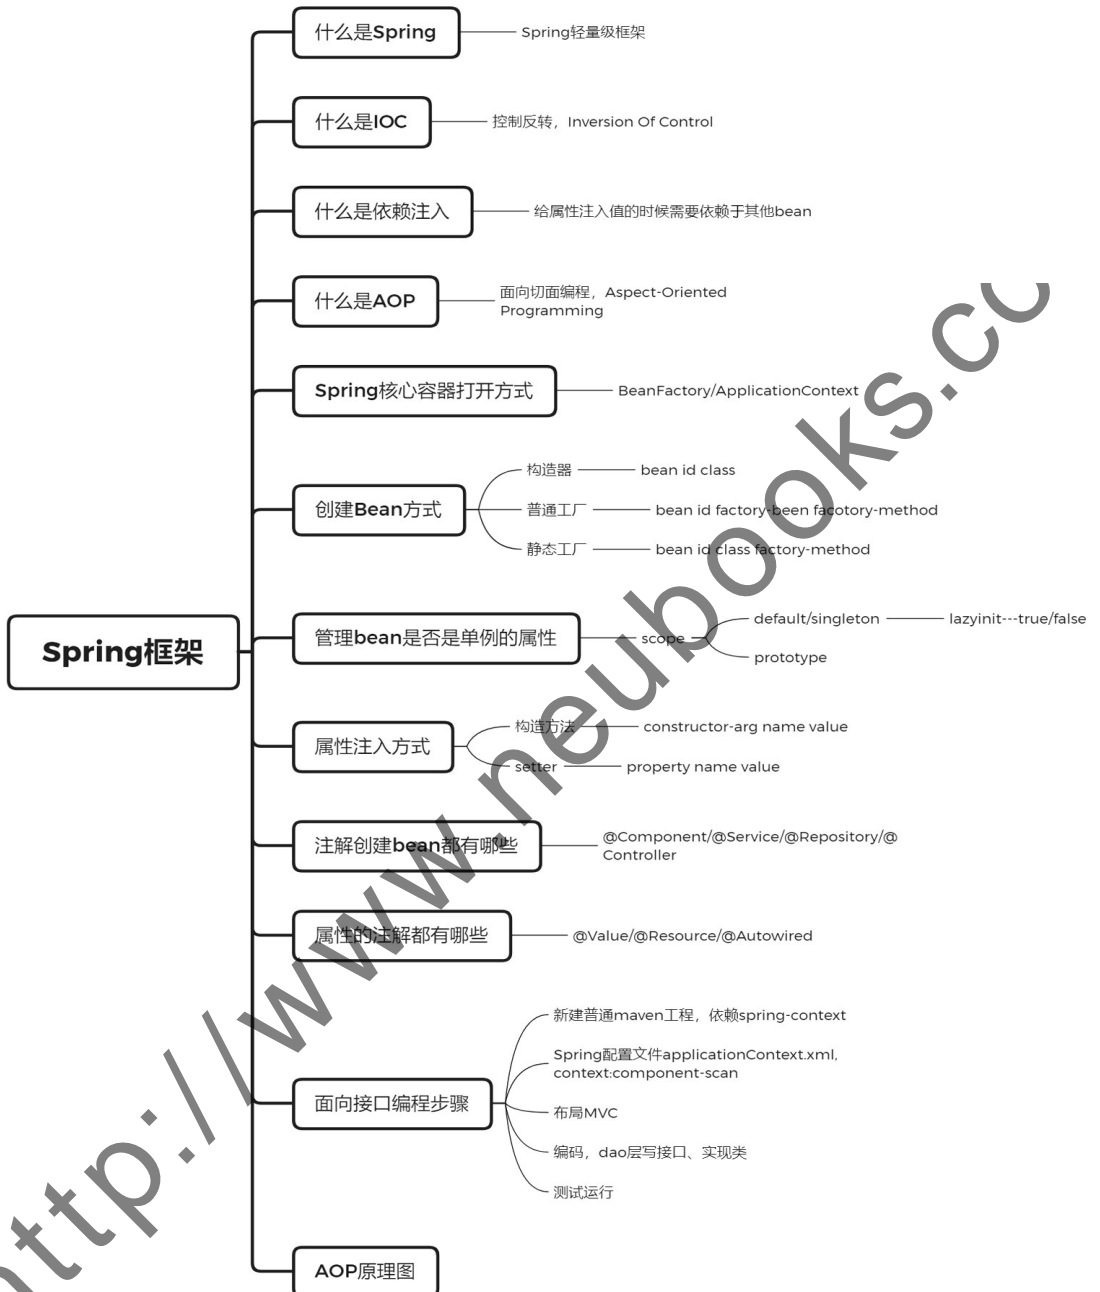 什么是Spring
Spring轻量级框架
什么是IOC
控制反转，Inversion Of Control
什么是依赖注入
给属性注入值的时候需要依赖于其他bean
什么是AOP
面向切面编程，Aspect-Oriented
Programming
Spring核心容器打开方式
BeanFactory/ApplicationContext
创建Bean方式
构造器
bean id class
普通工厂
bean id factory-been facotory-method
静态工厂
bean id class factory-method
Spring框架
管理bean是否是单例的属性
scope
default/singleton
lazyinit---true/false
prototype
属性注入方式
构造方法
constructor-arg name value
setter
property name value
注解创建bean都有哪些
@Component/@Service/@Repository/@
Controller
属性的注解都有哪些
@Value/@Resource/@Autowired
面向接口编程步骤
新建普通maven工程，依赖spring-context
Spring配置文件applicationContext.xml,
context:component-scan
布局MVC
编码，dao层写接口、实现类
测试运行
AOP原理图
http://www.neubooks.co